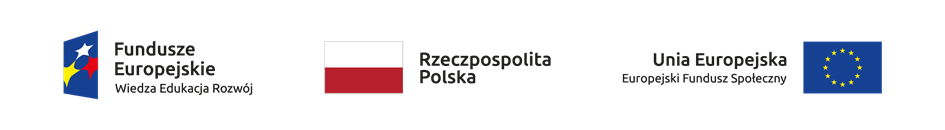 Fundusze
Europejskie
Wiedza Edukacja Rozwój
Rzeczpospolita
Polska
Unia Europejska
Europejski Fundusz Społeczny